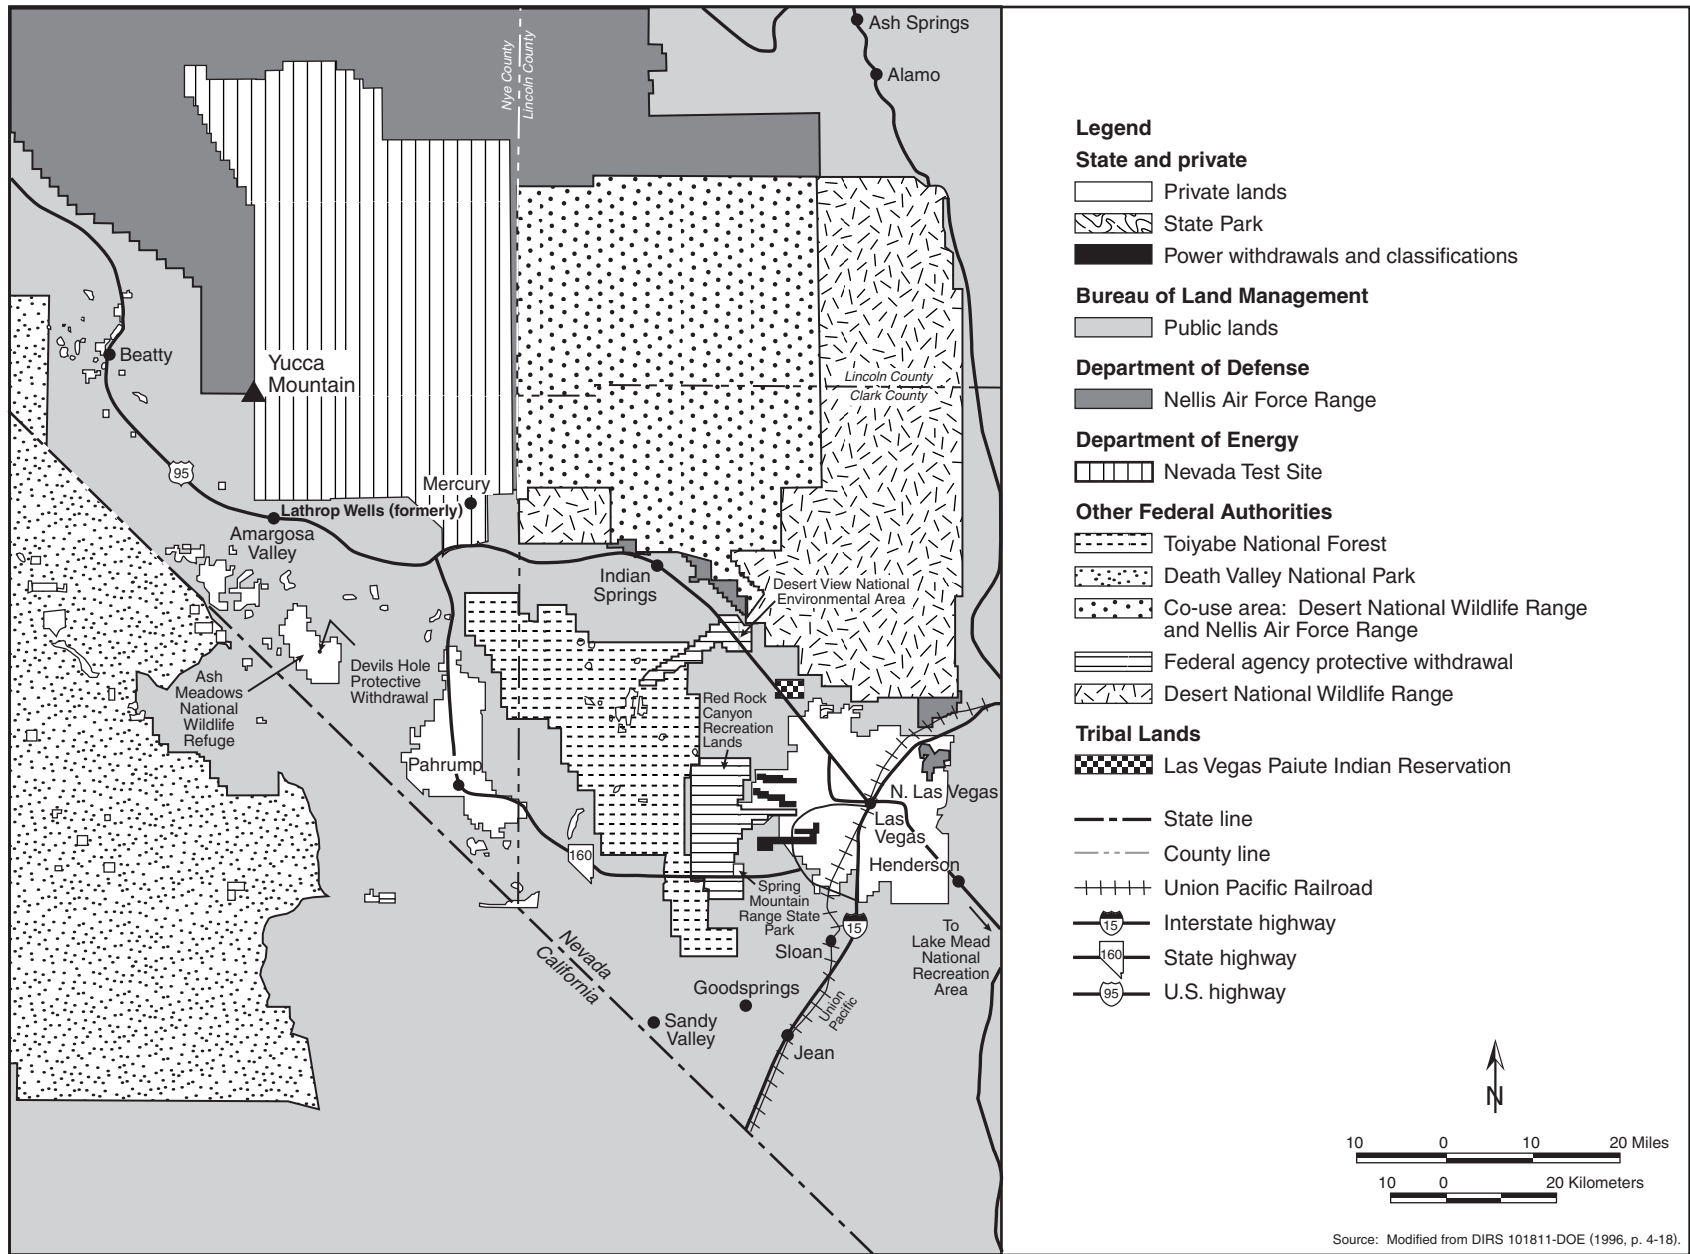 Ash Springs
Alamo
Nye County
Lincoln County
Beatty
Yucca
Mountain
Lincoln County
Clark County
95
Mercury
Lathrop Wells (formerly)
Amargosa
Valley
Indian
Springs
Desert View National
Environmental Area
Devils Hole
Protective
Withdrawal
Ash
Meadows
National
Wildlife
Refuge
Red Rock
Canyon
Recreation
Lands
Pahrump
N. Las Vegas
Las
Vegas
Henderson
160
Spring
Mountain
Range State
Park
15
To
Lake Mead
National
Recreation
Area
Sloan
Nevada
California
Goodsprings
Union
Pacific
Sandy
Valley
Jean
Legend
State and private
Private lands
State Park
Power withdrawals and classifications
Bureau of Land Management
Public lands
Department of Defense
Nellis Air Force Range
Department of Energy
Nevada Test Site
Other Federal Authorities
Toiyabe National Forest
Death Valley National Park
Co-use area: Desert National Wildlife Range
and Nellis Air Force Range
Federal agency protective withdrawal
Desert National Wildlife Range
Tribal Lands
Las Vegas Paiute Indian Reservation
State line
County line
Union Pacific Railroad
15 Interstate highway
160 State highway
95 U.S. highway
N
10 0 10 20 Miles
10 0 20 Kilometers
Source: Modified from DIRS 101811-DOE (1996, p. 4-18).